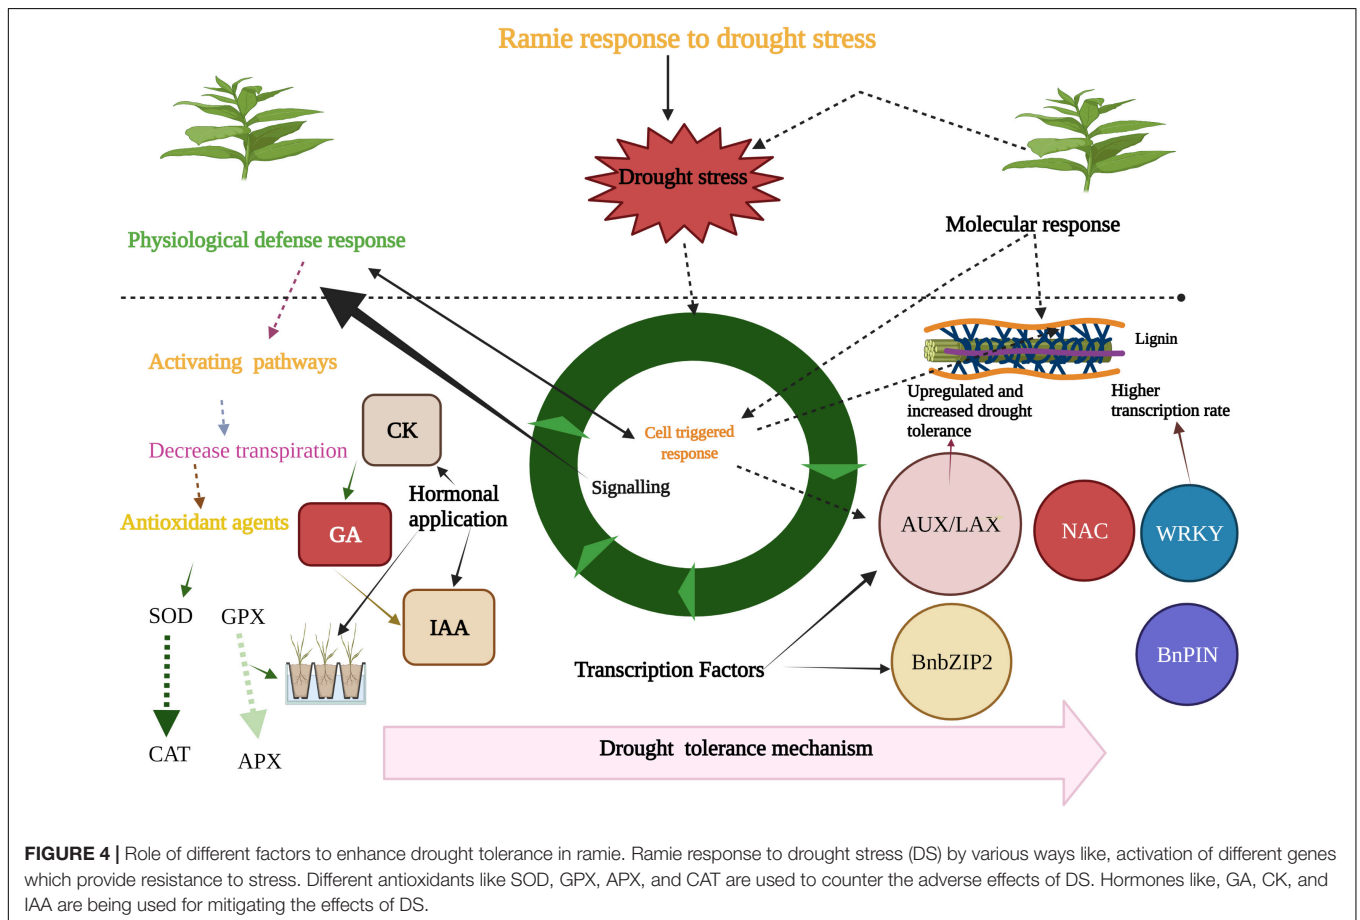 Ramie response to drought stress
Drought stress
Physiological defense response
Molecular response
Activating pathways
Lignin
Upregulated and
increased drought
tolerance
Higher
transcription rate
CK
Cell triggered
response
Decrease transpiration
Signalling
Hormonal
application
Antioxidant agents
GA
AUX/LAX
NAC
WRKY
SOD
GPX
IAA
Transcription Factors
BnbZIP2
BnPIN
CAT
APX
Drought tolerance mechanism
FIGURE 4 | Role of different factors to enhance drought tolerance in ramie. Ramie response to drought stress (DS) by various ways like, activation of different genes
which provide resistance to stress. Different antioxidants like SOD, GPX, APX, and CAT are used to counter the adverse effects of DS. Hormones like, GA, CK, and
IAA are being used for mitigating the effects of DS.